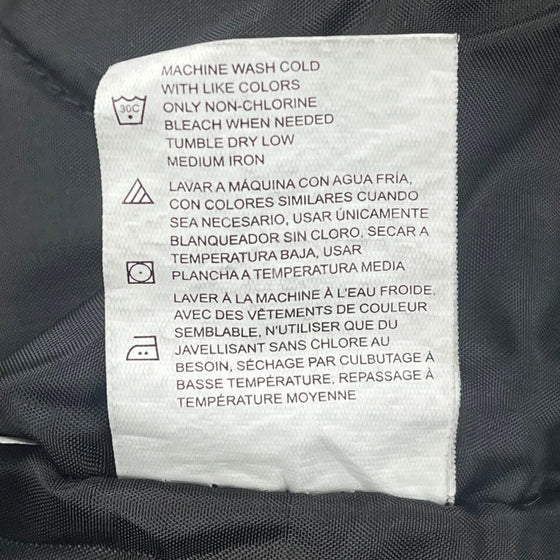 MACHINE WASH COLD
WITH LIKE COLORS
30C ONLY NON-CHLORINE
BLEACH WHEN NEEDED
TUMBLE DRY LOW
MEDIUM IRON
LAVAR A MÁQUINA CON AGUA FRÍA,
CON COLORES SIMILARES CUANDO
SEA NECESARIO, USAR ÚNICAMENTE
BLANQUEADOR SIN CLORO, SECAR A
TEMPERATURA BAJA, USAR
PLANCHA A TEMPERATURA MEDIA
LAVER À LA MACHINE À L'EAU FROIDE,
AVEC DES VÊTEMENTS DE COULEUR
SEMBLABLE, N'UTILISER QUE DU
JAVELLISANT SANS CHLORE AU
BESOIN, SÉCHAGE PAR CULBUTAGE À
BASSE TEMPÉRATURE, REPASSAGE À
TEMPÉRATURE MOYENNE